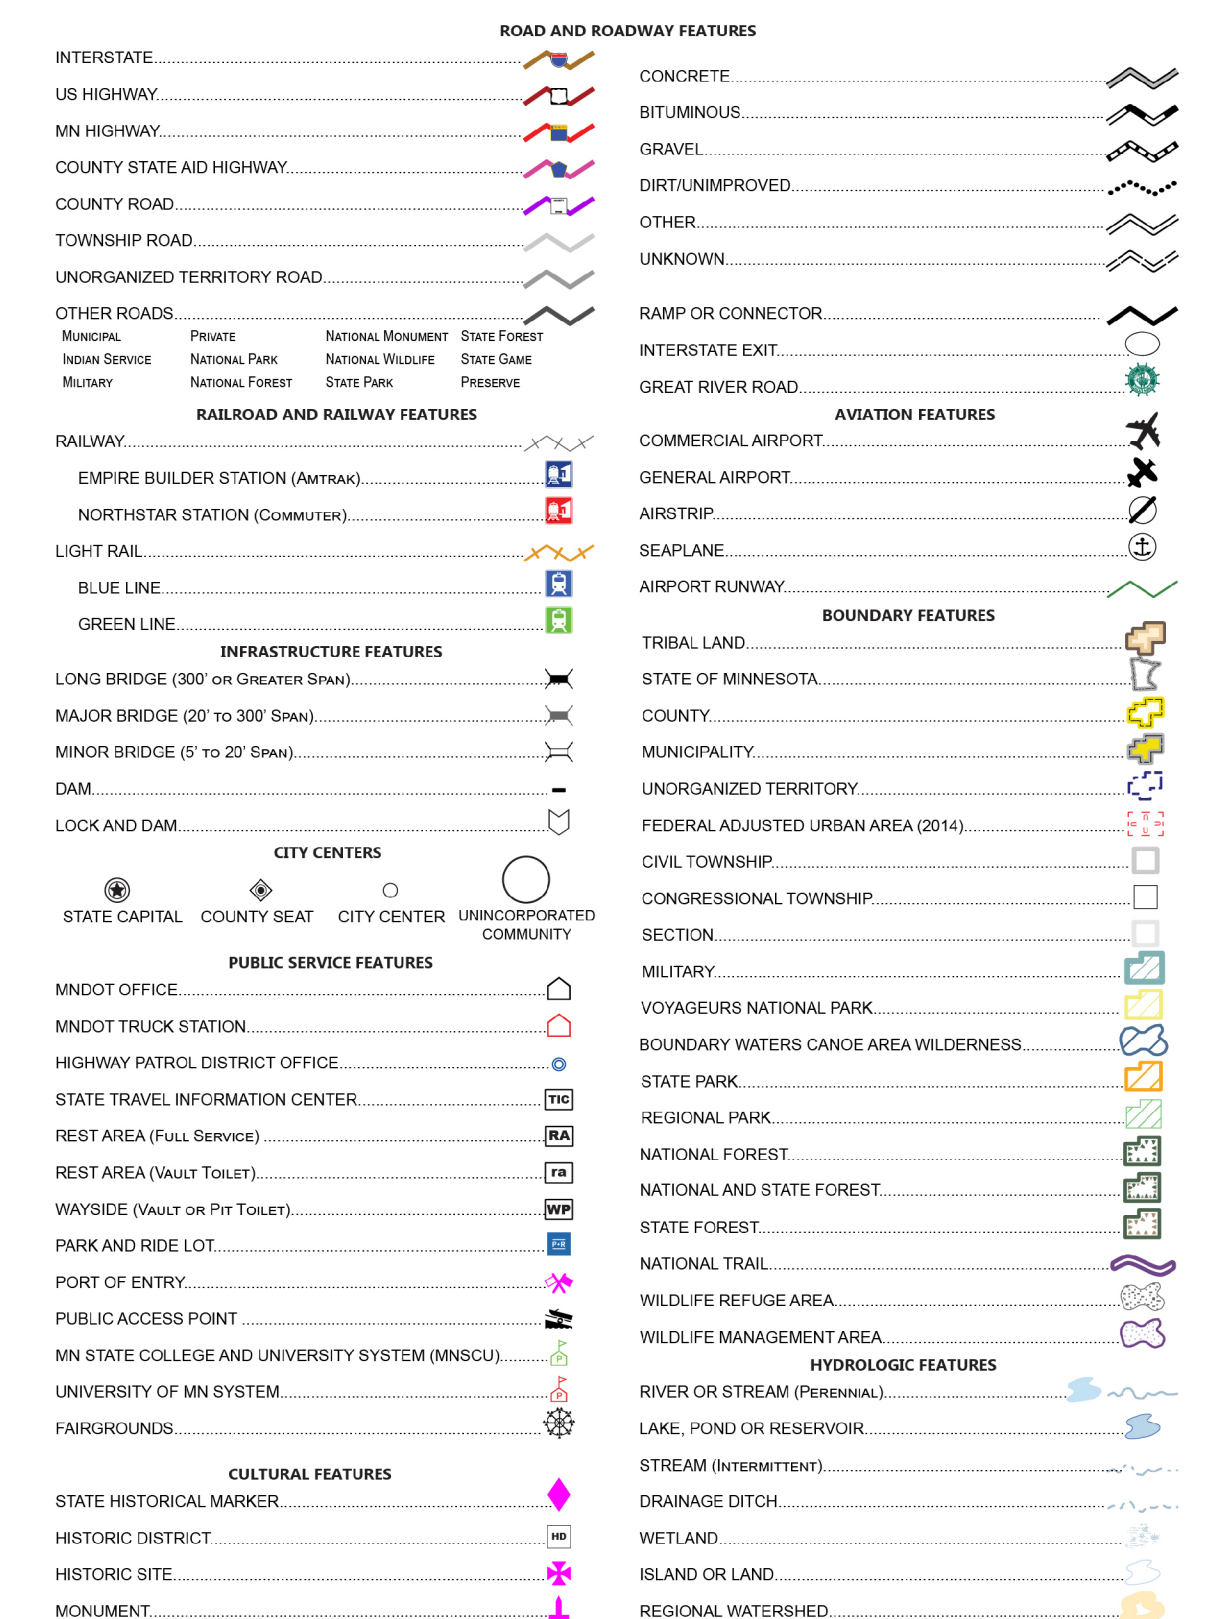 ROAD AND ROADWAY FEATURES
INTERSTATE
US HIGHWAY
MN HIGHWAY
COUNTY STATE AID HIGHWAY
COUNTY ROAD
TOWNSHIP ROAD
UNORGANIZED TERRITORY ROAD
OTHER ROADS
MUNICIPAL PRIVATE NATIONAL MONUMENT STATE FOREST
INDIAN SERVICE NATIONAL PARK NATIONAL WILDLIFE STATE GAME
MILITARY NATIONAL FOREST STATE PARK PRESERVE
CONCRETE
BITUMINOUS
GRAVEL
DIRT/UNIMPROVED
OTHER
UNKNOWN
RAMP OR CONNECTOR
INTERSTATE EXIT
GREAT RIVER ROAD
RAILROAD AND RAILWAY FEATURES
RAILWAY
EMPIRE BUILDER STATION (AMTRAK)
NORTHSTAR STATION (COMMUTER)
LIGHT RAIL
BLUE LINE
GREEN LINE
INFRASTRUCTURE FEATURES
LONG BRIDGE (300' OR GREATER SPAN)
MAJOR BRIDGE (20' TO 300' SPAN)
MINOR BRIDGE (5' TO 20' SPAN)
DAM
LOCK AND DAM
CITY CENTERS
STATE CAPITAL COUNTY SEAT CITY CENTER UNINCORPORATED
COMMUNITY
PUBLIC SERVICE FEATURES
MNDOT OFFICE
MNDOT TRUCK STATION
HIGHWAY PATROL DISTRICT OFFICE
STATE TRAVEL INFORMATION CENTER TIC
REST AREA (FULL SERVICE) RA
REST AREA (VAULT TOILET) ra
WAYSIDE (VAULT OR PIT TOILET) WP
PARK AND RIDE LOT P+R
PORT OF ENTRY
PUBLIC ACCESS POINT
MN STATE COLLEGE AND UNIVERSITY SYSTEM (MNSCU) P
UNIVERSITY OF MN SYSTEM P
FAIRGROUNDS
CULTURAL FEATURES
STATE HISTORICAL MARKER
HISTORIC DISTRICT HD
HISTORIC SITE
MONUMENT
AVIATION FEATURES
COMMERCIAL AIRPORT
GENERAL AIRPORT
AIRSTRIP
SEAPLANE
AIRPORT RUNWAY
BOUNDARY FEATURES
TRIBAL LAND
STATE OF MINNESOTA
COUNTY
MUNICIPALITY
UNORGANIZED TERRITORY
FEDERAL ADJUSTED URBAN AREA (2014)
CIVIL TOWNSHIP
CONGRESSIONAL TOWNSHIP
SECTION
MILITARY
VOYAGEURS NATIONAL PARK
BOUNDARY WATERS CANOE AREA WILDERNESS
STATE PARK
REGIONAL PARK
NATIONAL FOREST
NATIONAL AND STATE FOREST
STATE FOREST
NATIONAL TRAIL
WILDLIFE REFUGE AREA
WILDLIFE MANAGEMENT AREA
HYDROLOGIC FEATURES
RIVER OR STREAM (PERENNIAL)
LAKE, POND OR RESERVOIR
STREAM (INTERMITTENT)
DRAINAGE DITCH
WETLAND
ISLAND OR LAND
REGIONAL WATERSHED